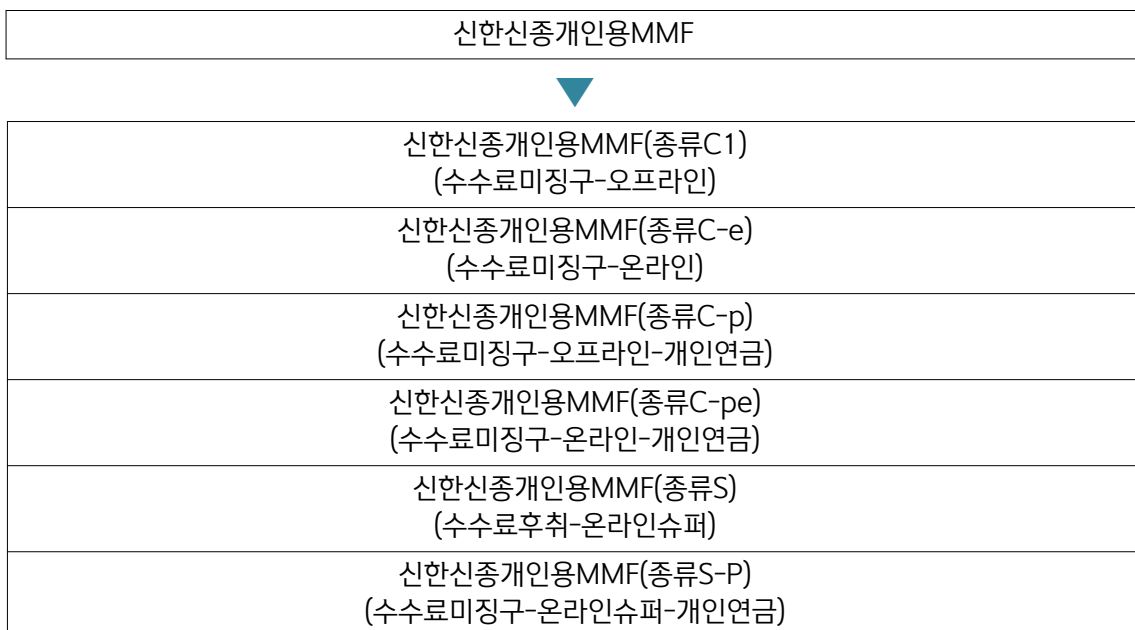 신한신종개인용MMF
신한신종개인용MMF(종류C1)
(수수료미징구-오프라인)
신한신종개인용MMF(종류C-e)
(수수료미징구-온라인)
신한신종개인용MMF(종류C-p)
(수수료미징구-오프라인-개인연금)
신한신종개인용MMF(종류C-pe)
(수수료미징구-온라인-개인연금)
신한신종개인용MMF(종류S)
(수수료후취-온라인슈퍼)
신한신종개인용MMF(종류S-P)
(수수료미징구-온라인슈퍼-개인연금)